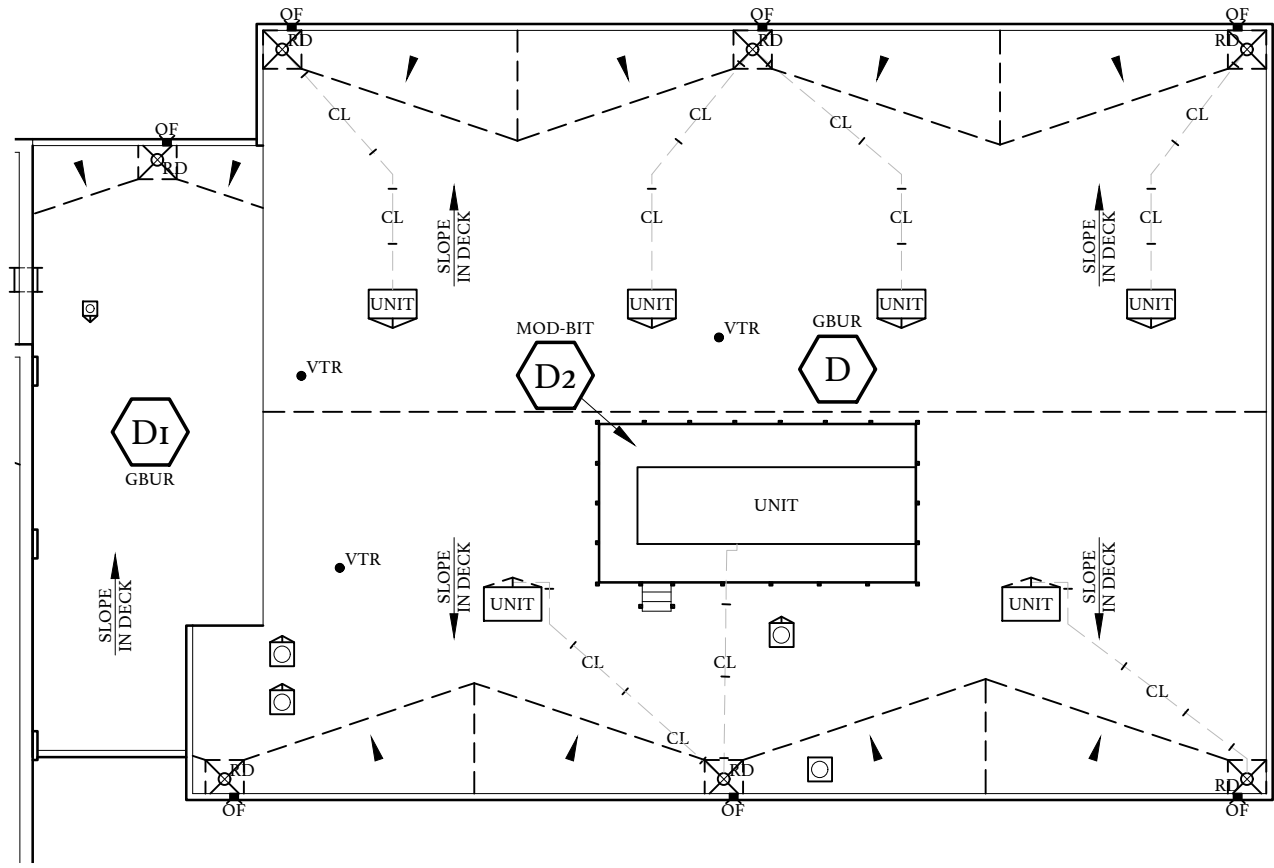 OF
OF
OF
RD
RD
RD
CL
CL
CL
CL
OF
RD
CL
CL
CL
CL
SLOPE
IN DECK
SLOPE
IN DECK
UNIT
UNIT
UNIT
UNIT
MOD-BIT
VTR
GBUR
VTR
D2
D
D1
GBUR
UNIT
VTR
SLOPE
IN DECK
SLOPE
IN DECK
SLOPE
IN DECK
UNIT
UNIT
CL
CL
CL
CL
RD
RD
RD
OF
OF
OF